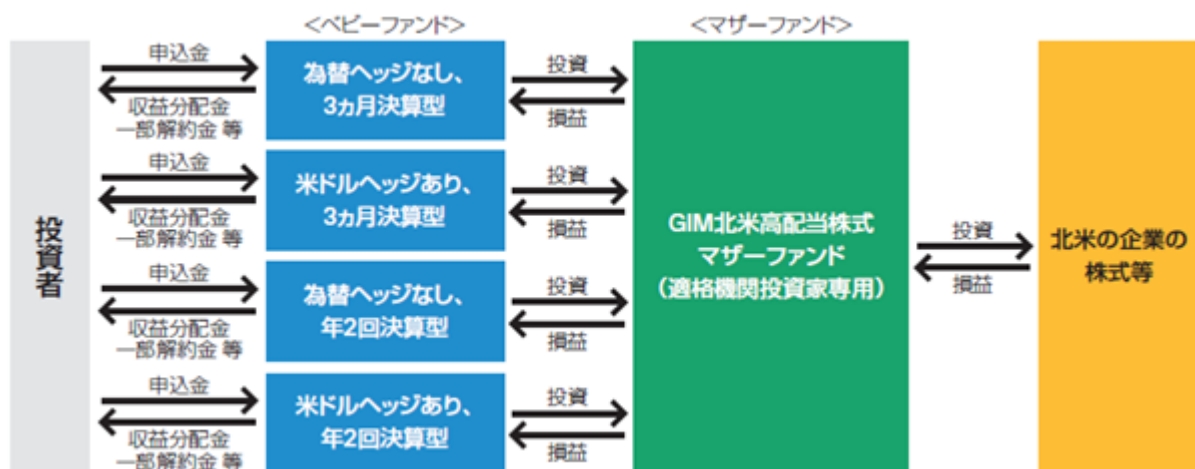 ＜ベビーファンド＞
＜マザーファンド＞
投資者
申込金
収益分配金
一部解約金 等
為替ヘッジなし、
3ヵ月決算型
投資
損益
申込金
収益分配金
一部解約金 等
米ドルヘッジあり、
3ヵ月決算型
投資
損益
申込金
収益分配金
一部解約金 等
為替ヘッジなし、
年2回決算型
投資
損益
申込金
収益分配金
一部解約金 等
米ドルヘッジあり、
年2回決算型
投資
損益
GIM北米高配当株式
マザーファンド
（適格機関投資家専用）
投資
損益
北米の企業の
株式等